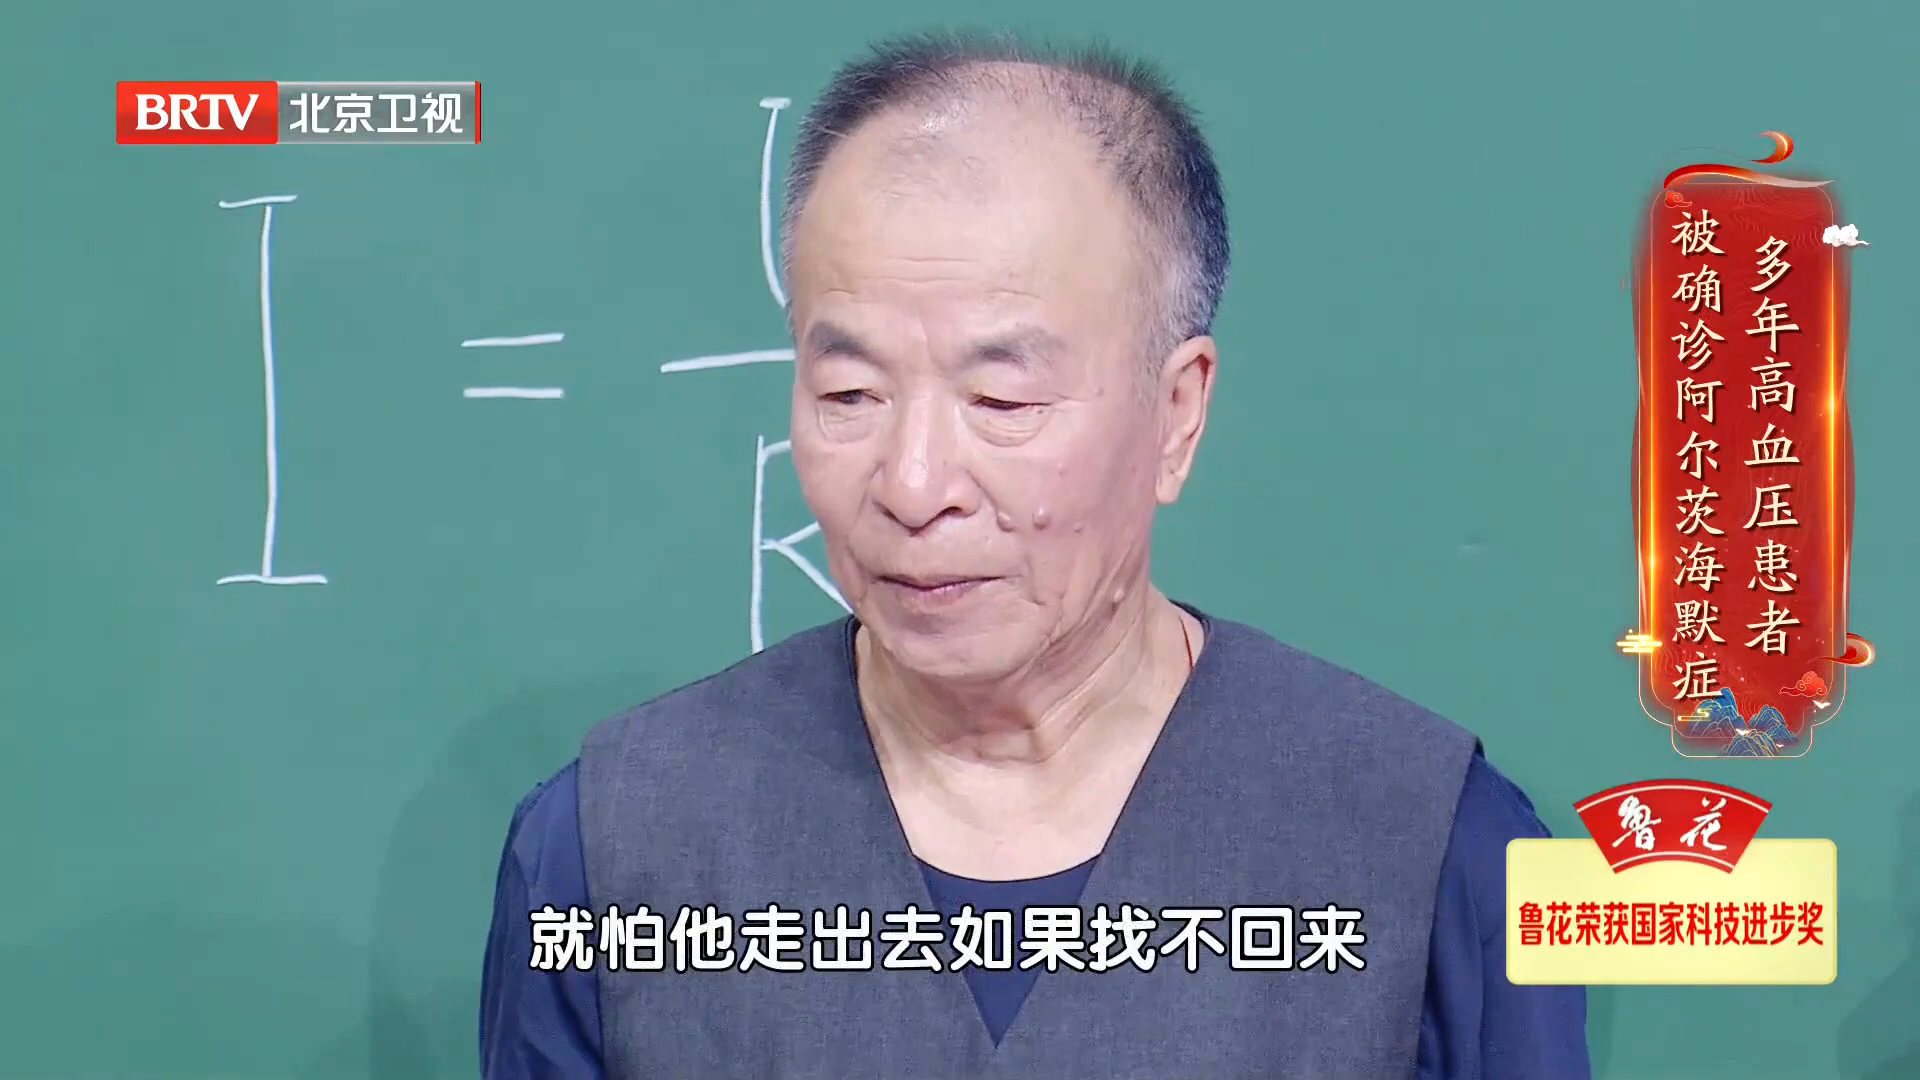 BRTV 北京卫视
I = U
R
多年高血压患者
被确诊阿尔茨海默症
鲁花
鲁花荣获国家科技进步奖
就怕他走出去如果找不回来